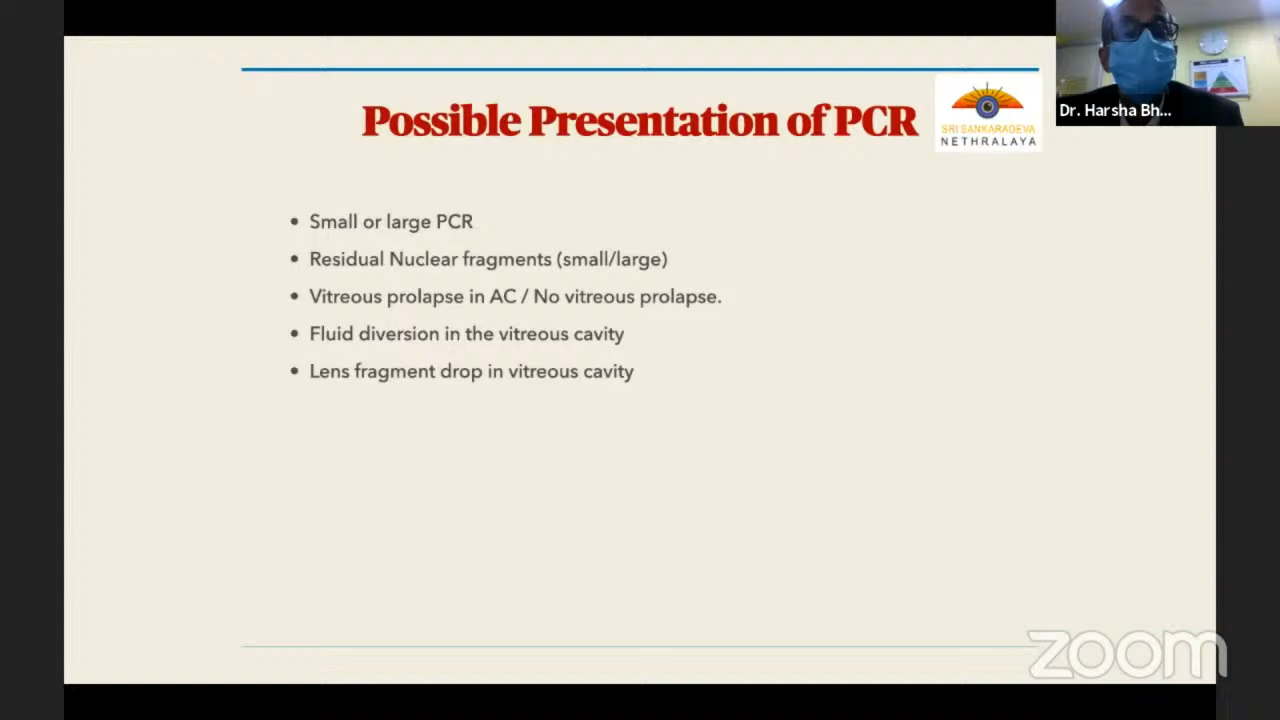 Possible Presentation of PCR
SRI SANKARADEVA
NETHRALAYA
Dr. Harsha Bh...
• Small or large PCR
• Residual Nuclear fragments (small/large)
• Vitreous prolapse in AC / No vitreous prolapse.
• Fluid diversion in the vitreous cavity
• Lens fragment drop in vitreous cavity
zoom